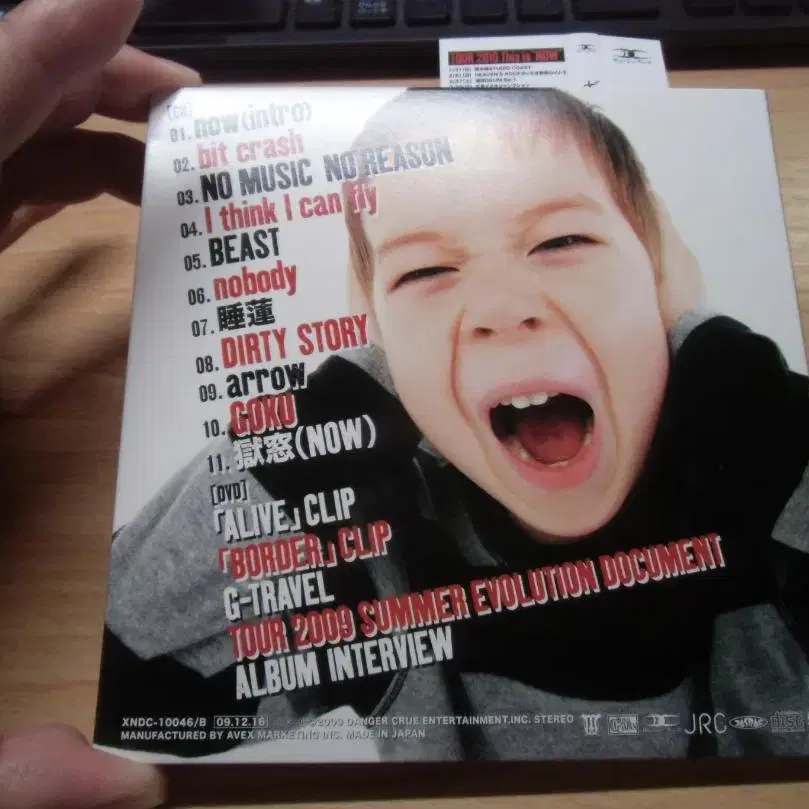 TOUR 2010 This is NOW
[CD]
01. now(intro)
02. bit crash
03. NO MUSIC NO REASON
04. I think I can fly
05. BEAST
06. nobody
07. 睡蓮
08. DIRTY STORY
09. arrow
10. GOKU
11. 獄窓(NOW)
[DVD]
「ALIVE」CLIP
「BORDER」CLIP
G-TRAVEL
TOUR 2009 SUMMER EVOLUTION DOCUMENT
ALBUM INTERVIEW
XNDC-10046/B 09.12.16 ©2009 DANGER CRUE ENTERTAINMENT,INC. STEREO
JRC
MANUFACTURED BY AVEX MARKETING INC. MADE IN JAPAN